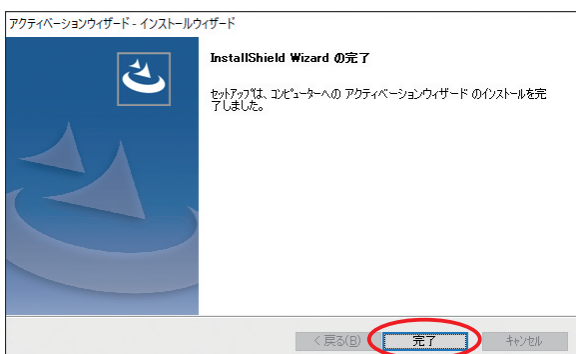 アクティベーションウィザード - インストールウィザード
InstallShield Wizard の完了
セットアップは、コンピューターへの アクティベーションウィザード のインストールを完
了しました。
< 戻る(B)
完了
キャンセル